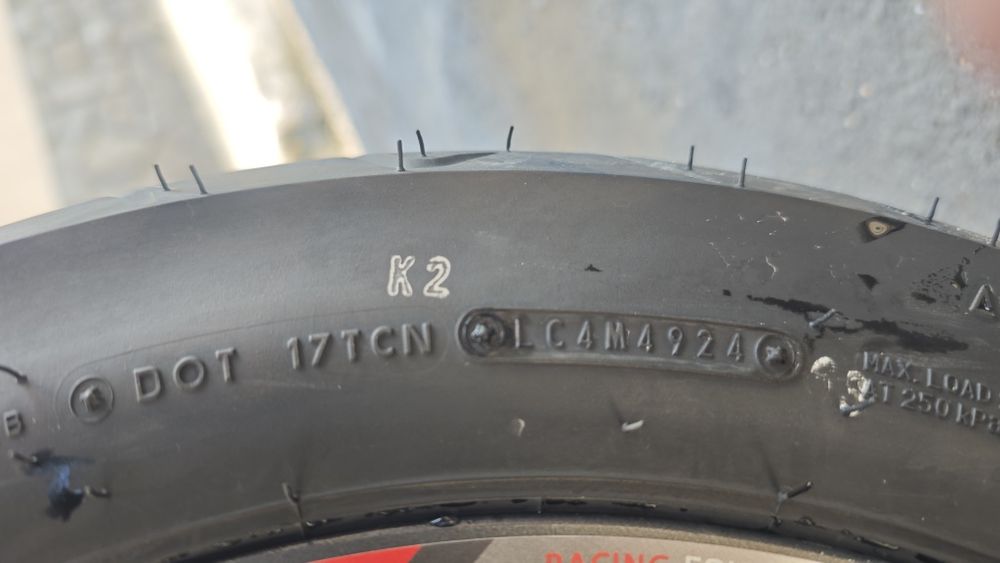 K2
DOT 17TCN LC4M4924
MAX. LOAD
AT 250 kPa
A
B
RACING